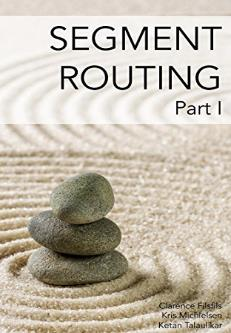 SEGMENT
ROUTING
Part I
Clarence Filsfils
Kris Michielsen
Ketan Talaulikar